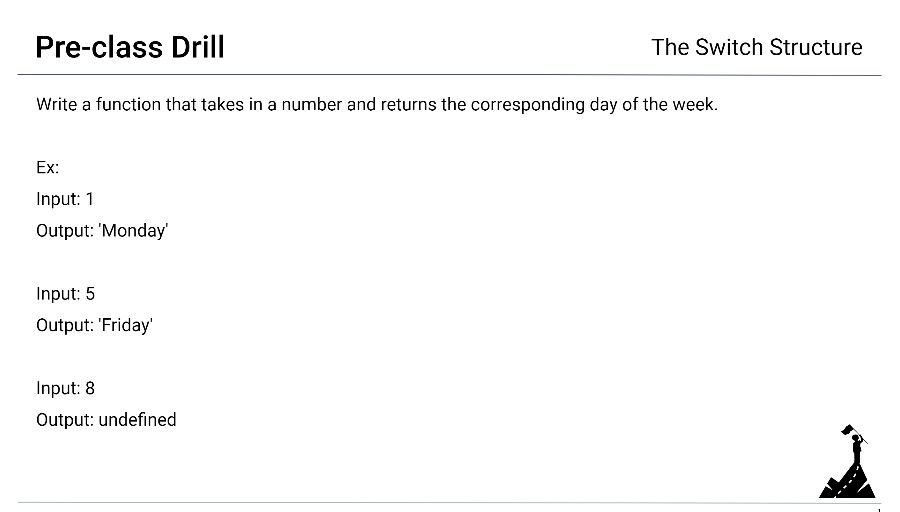 Pre-class Drill
The Switch Structure
Write a function that takes in a number and returns the corresponding day of the week.
Ex:
Input: 1
Output: 'Monday'
Input: 5
Output: 'Friday'
Input: 8
Output: undefined